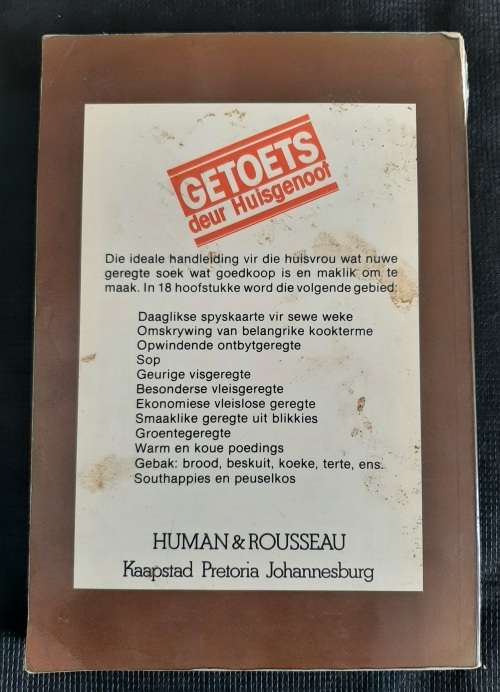 GETOETS
deur Huisgenoot
Die ideale handleiding vir die huisvrou wat nuwe
geregte soek wat goedkoop is en maklik om te
maak. In 18 hoofstukke word die volgende gebied:
Daaglikse spyskaarte vir sewe weke
Omskrywing van belangrike kookterme
Opwindende ontbytgeregte
Sop
Geurige visgeregte
Besonderse vleisgeregte
Ekonomiese vleislose geregte
Smaaklike geregte uit blikkies
Groentegeregte
Warm en koue poedings
Gebak: brood, beskuit, koeke, terte, ens.
Southappies en peuselkos
HUMAN & ROUSSEAU
Kaapstad Pretoria Johannesburg